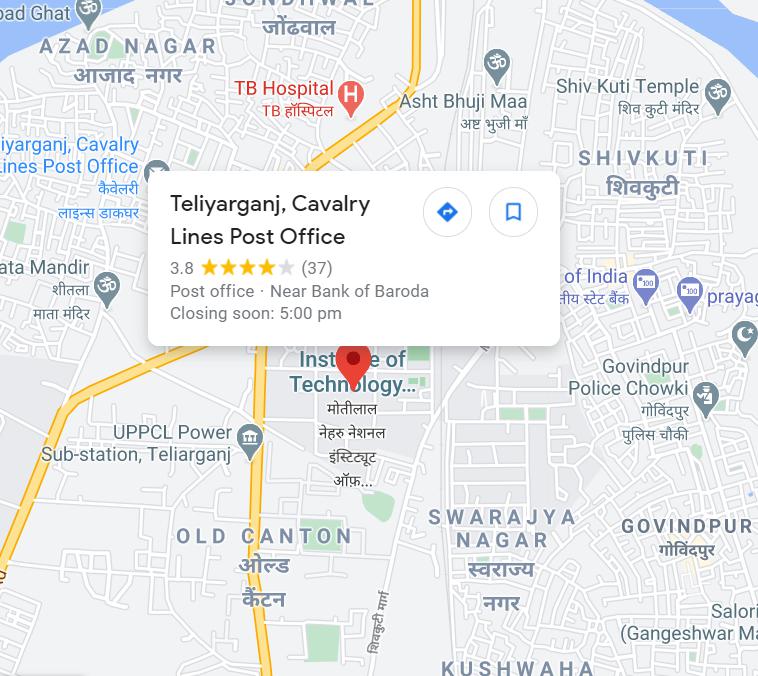 JONDHWAL
जोंढवाल
bad Ghat
AZAD NAGAR
आजाद नगर
TB Hospital
TB हॉस्पिटल
Asht Bhuji Maa
अष्ट भुजी माँ
Shiv Kuti Temple
शिव कुटी मंदिर
SHIVKUTI
शिवकुटी
iyarganj, Cavalry
Lines Post Office
कैवेलरी
लाइन्स डाकघर
Teliyarganj, Cavalry
Lines Post Office
3.8 (37)
Post office · Near Bank of Baroda
Closing soon: 5:00 pm
ata Mandir
शीतला
माता मंदिर
of India
तीय स्टेट बैंक
prayag
Institute of
Technology...
मोतीलाल
नेहरु नेशनल
इंस्टिट्यूट
ऑफ़...
Govindpur
Police Chowki
गोविंदपुर
पुलिस चौकी
UPPCL Power
Sub-station, Teliarganj
OLD CANTON
ओल्ड
कैंटन
SWARAJYA
NAGAR
स्वराज्य
नगर
GOVINDPUR
गोविंदपुर
शिवकुटी मार्ग
Salori
(Gangeshwar Ma
KUSHWAHA